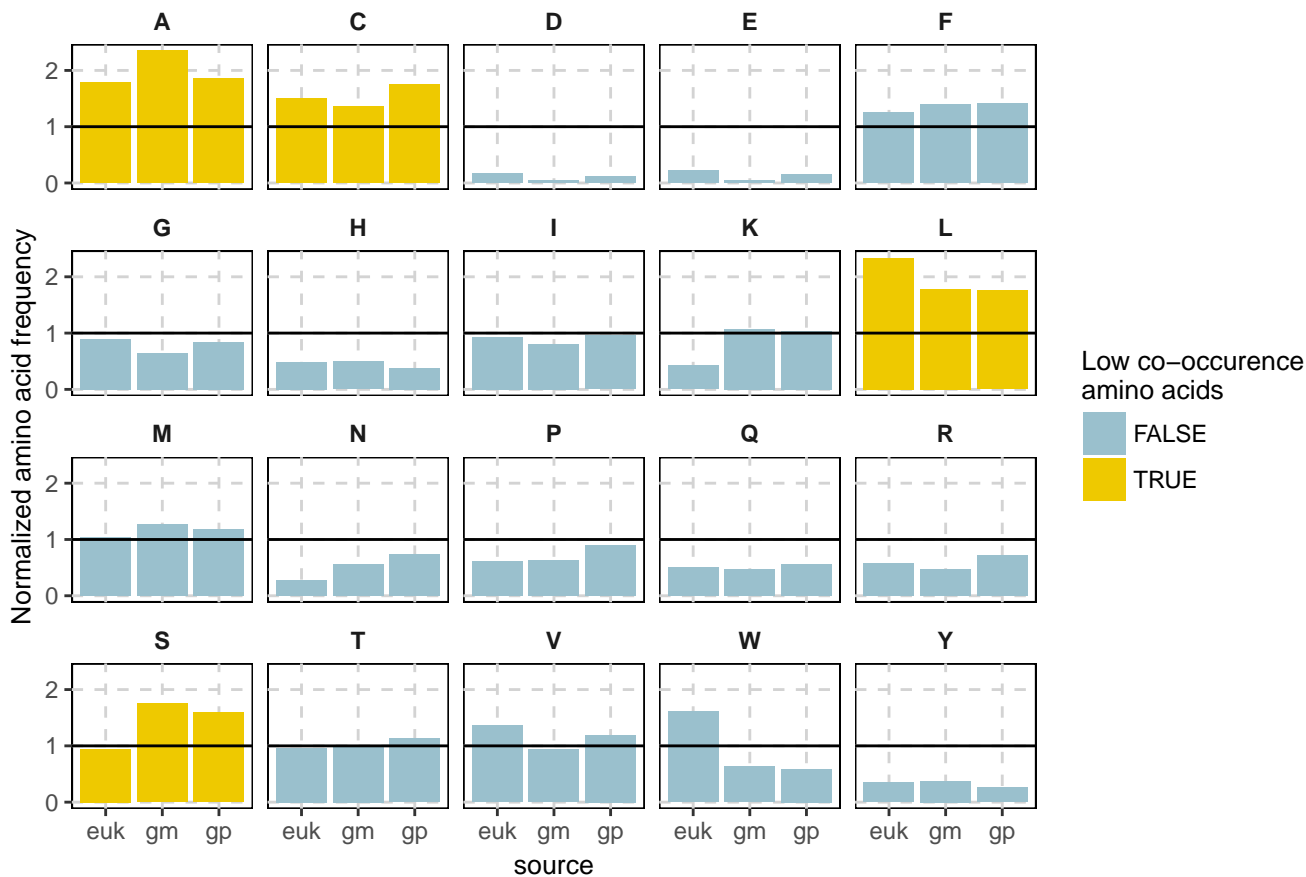 A C D E F
2
1
0
G H I K L
2
1
0
M N P Q R
2
1
0
S T V W Y
2
1
0
euk gm gp euk gm gp euk gm gp euk gm gp euk gm gp
source
Normalized amino acid frequency
Low co−occurence
amino acids
FALSE
TRUE